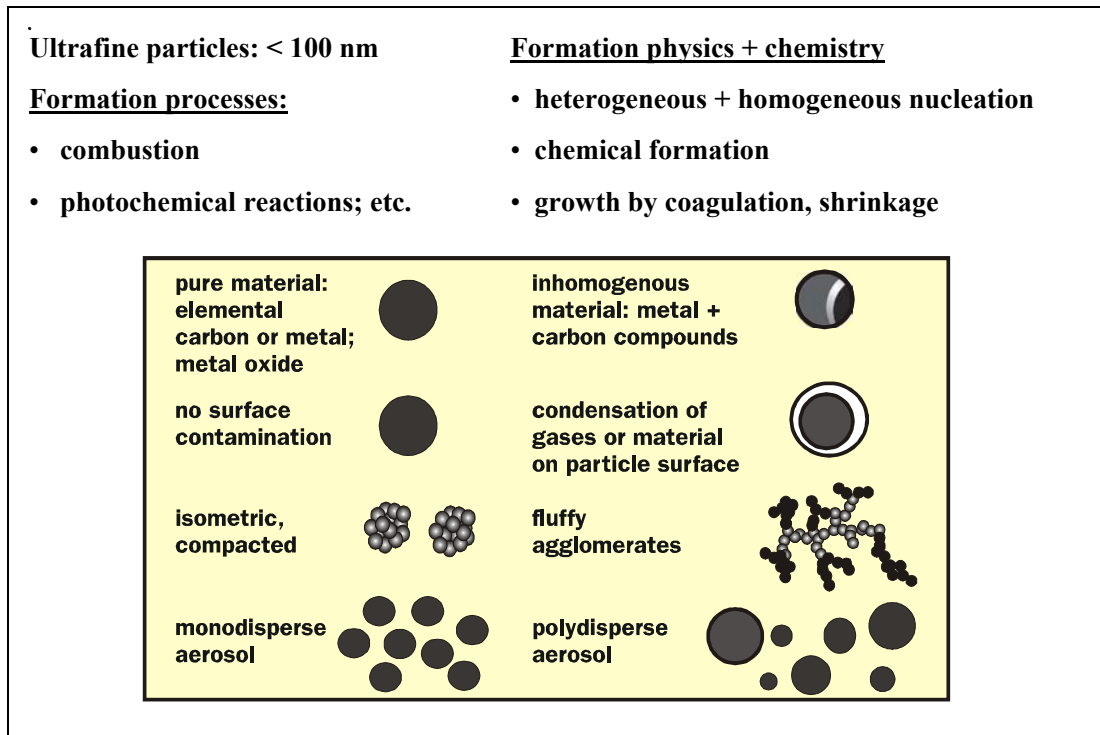 Ultrafine particles: < 100 nm
Formation processes:
• combustion
• photochemical reactions; etc.
Formation physics + chemistry
• heterogeneous + homogeneous nucleation
• chemical formation
• growth by coagulation, shrinkage
pure material:
elemental
carbon or metal;
metal oxide
inhomogenous
material: metal +
carbon compounds
no surface
contamination
condensation of
gases or material
on particle surface
isometric,
compacted
fluffy
agglomerates
monodisperse
aerosol
polydisperse
aerosol